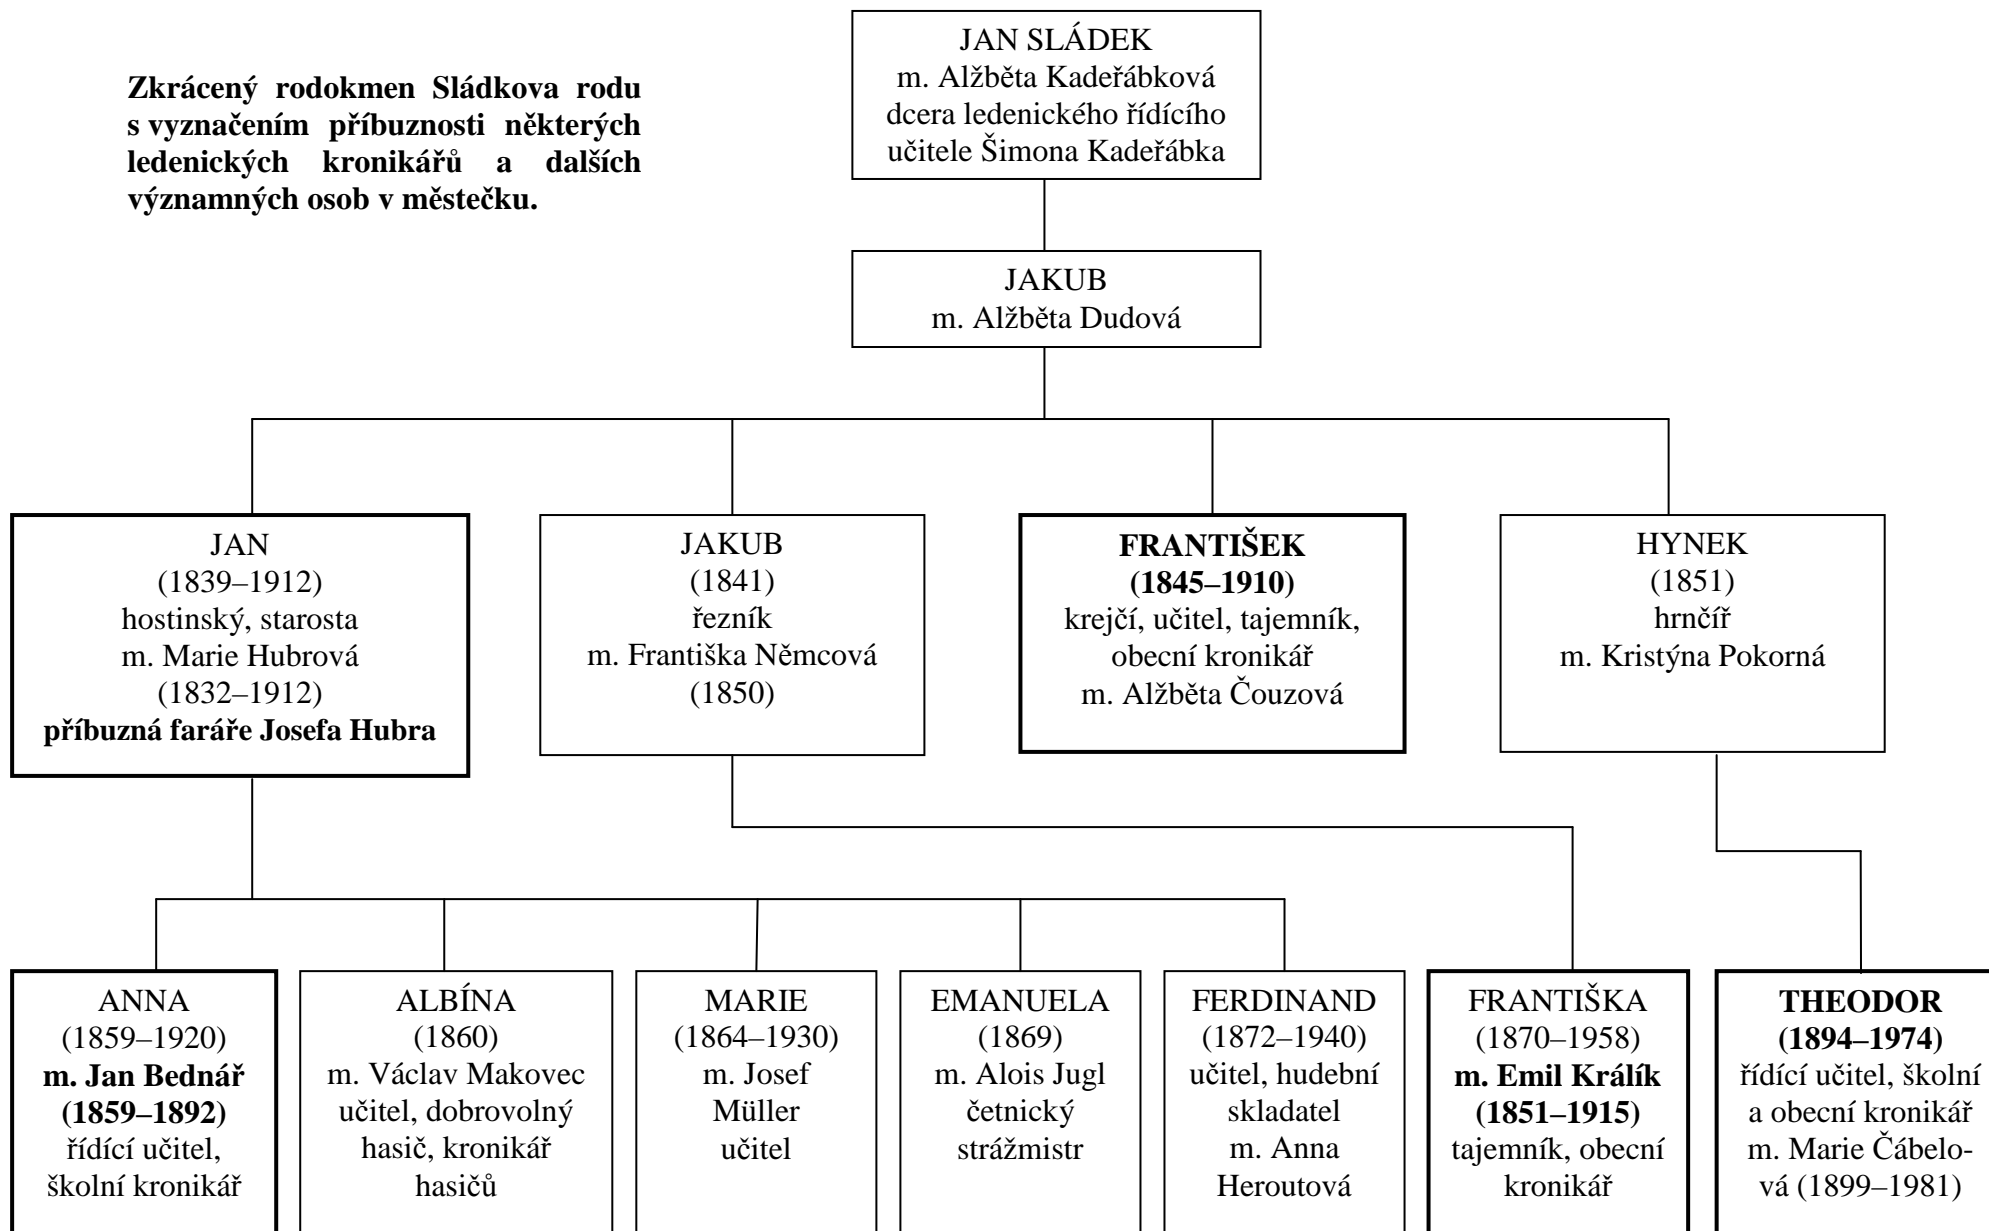 Zkrácený rodokmen Sládkova rodu
s vyznačením příbuznosti některých
ledenických kronikářů a dalších
významných osob v městečku.
JAN SLÁDEK
m. Alžběta Kadeřábková
dcera ledenického řídícího
učitele Šimona Kadeřábka
JAKUB
m. Alžběta Dudová
JAN
(1839–1912)
hostinský, starosta
m. Marie Hubrová
(1832–1912)
příbuzná faráře Josefa Hubra
JAKUB
(1841)
řezník
m. Františka Němcová
(1850)
FRANTIŠEK
(1845–1910)
krejčí, učitel, tajemník,
obecní kronikář
m. Alžběta Čouzová
HYNEK
(1851)
hrnčíř
m. Kristýna Pokorná
ANNA
(1859–1920)
m. Jan Bednář
(1859–1892)
řídící učitel,
školní kronikář
ALBÍNA
(1860)
m. Václav Makovec
učitel, dobrovolný
hasič, kronikář
hasičů
MARIE
(1864–1930)
m. Josef
Müller
učitel
EMANUELA
(1869)
m. Alois Jugl
četnický
strážmistr
FERDINAND
(1872–1940)
učitel, hudební
skladatel
m. Anna
Heroutová
FRANTIŠKA
(1870–1958)
m. Emil Králík
(1851–1915)
tajemník, obecní
kronikář
THEODOR
(1894–1974)
řídící učitel, školní
a obecní kronikář
m. Marie Čábelo-
vá (1899–1981)